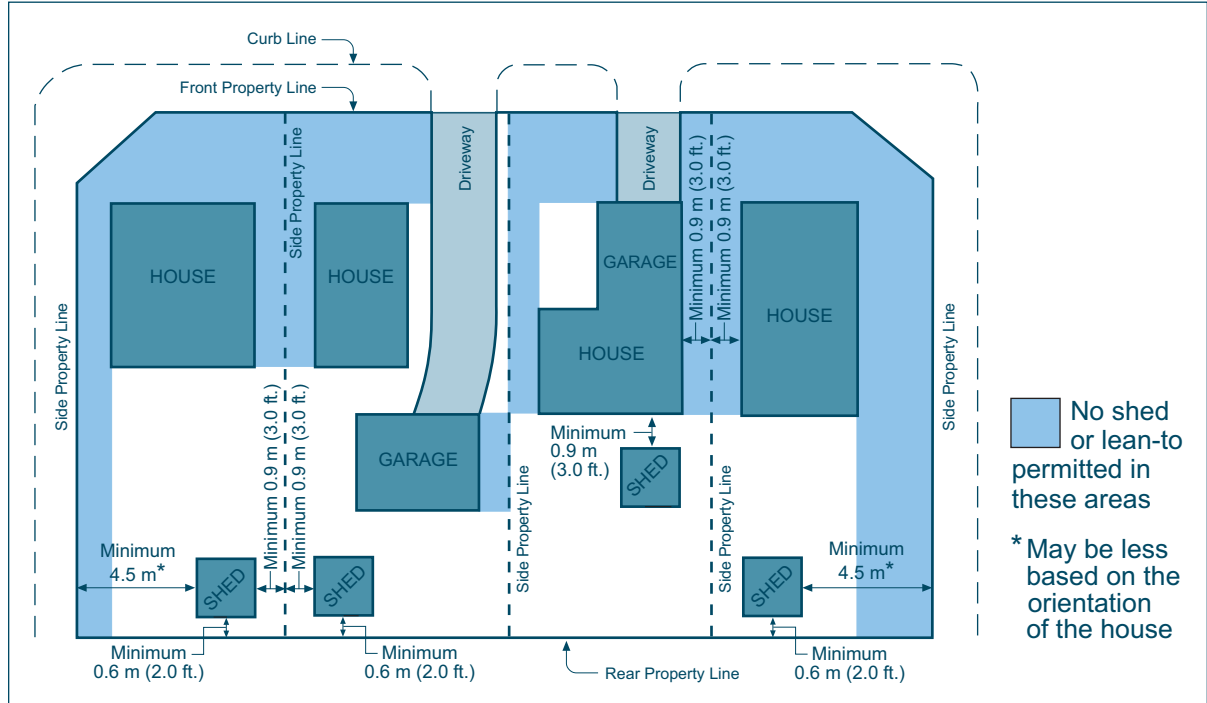 Curb Line
Front Property Line
Side Property Line
Side Property Line
Driveway
Driveway
Minimum 0.9 m (3.0 ft.)
Minimum 0.9 m (3.0 ft.)
Side Property Line
HOUSE
HOUSE
GARAGE
HOUSE
HOUSE
Minimum 0.9 m (3.0 ft.)
Minimum 0.9 m (3.0 ft.)
GARAGE
Minimum
0.9 m
(3.0 ft.)
SHED
Side Property Line
Side Property Line
Minimum
4.5 m*
SHED
SHED
SHED
Minimum
4.5 m*
Minimum
0.6 m (2.0 ft.)
Minimum
0.6 m (2.0 ft.)
Rear Property Line
Minimum
0.6 m (2.0 ft.)
No shed
or lean-to
permitted in
these areas
* May be less
based on the
orientation
of the house